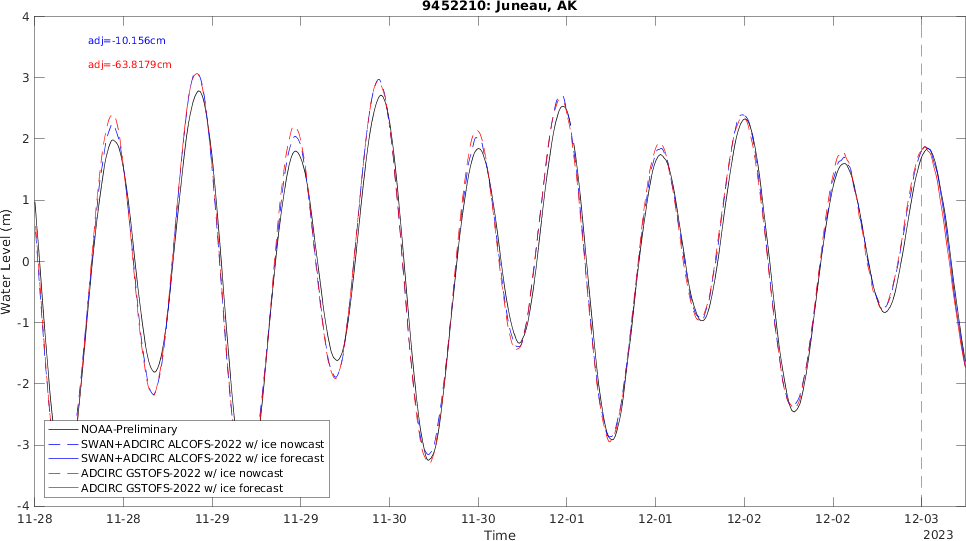 9452210: Juneau, AK
adj=-10.156cm
adj=-63.8179cm
4
3
2
1
0
-1
-2
-3
-4
Water Level (m)
NOAA-Preliminary
SWAN+ADCIRC ALCOFS-2022 w/ ice nowcast
SWAN+ADCIRC ALCOFS-2022 w/ ice forecast
ADCIRC GSTOFS-2022 w/ ice nowcast
ADCIRC GSTOFS-2022 w/ ice forecast
11-28 11-28 11-29 11-29 11-30 11-30 12-01 12-01 12-02 12-02 12-03
Time
2023